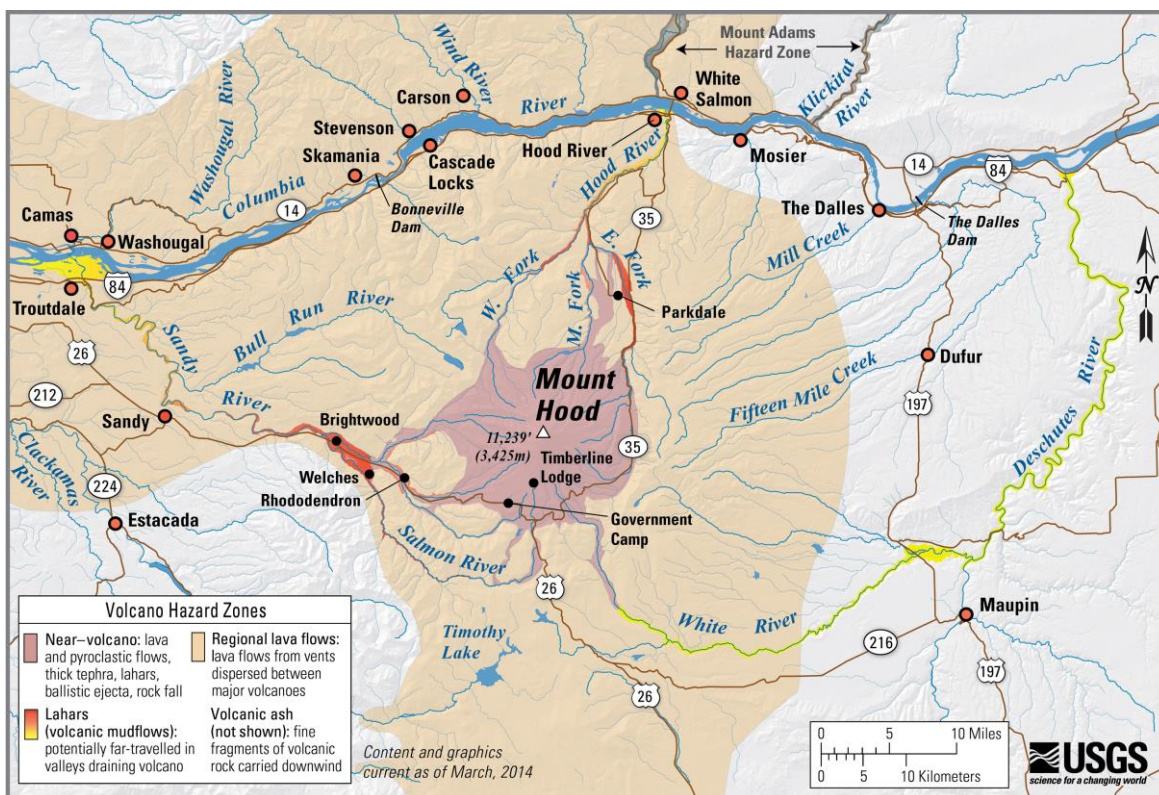 Mount Adams
Hazard Zone
White
Salmon
Klickitat
River
Wind River
Carson
Washougal River
Stevenson
River
Skamania
Cascade
Locks
Hood River
Hood River
Mosier
14
84
Columbia
14
Bonneville
Dam
The Dalles
The Dalles
Dam
35
Camas
Washougal
Mill Creek
N
84
W. Fork
M. Fork
E. Fork
Parkdale
Troutdale
Sandy
River
Bull Run River
26
Dufur
Deschutes
River
Mount
Hood
11,239'
(3,425m)
Fifteen Mile Creek
197
212
Sandy
Brightwood
35
Timberline
Lodge
Clackamas
River
Welches
Rhododendron
224
Estacada
Government
Camp
Salmon River
26
White River
Maupin
Timothy
Lake
216
197
26
Volcano Hazard Zones
Near–volcano: lava
and pyroclastic flows,
thick tephra, lahars,
ballistic ejecta, rock fall
Regional lava flows:
lava flows from vents
dispersed between
major volcanoes
Lahars
(volcanic mudflows):
potentially far-travelled in
valleys draining volcano
Volcanic ash
(not shown): fine
fragments of volcanic
rock carried downwind
Content and graphics
current as of March, 2014
0 5 10 Miles
0 5 10 Kilometers
USGS
science for a changing world